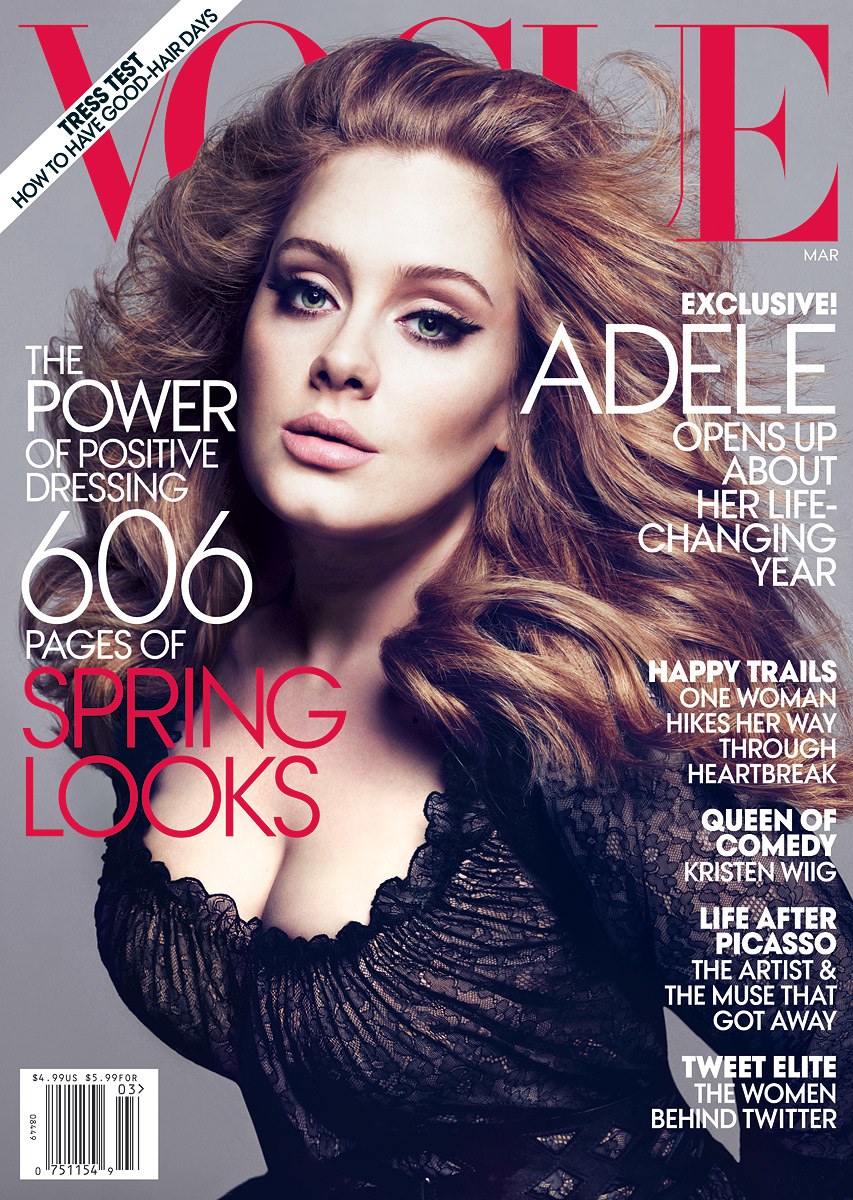 VOGUE
TRESS TEST
HOW TO HAVE GOOD-HAIR DAYS
MAR
EXCLUSIVE!
ADELE
OPENS UP
ABOUT
HER LIFE-
CHANGING
YEAR
THE
POWER
OF POSITIVE
DRESSING
606
PAGES OF
SPRING
LOOKS
HAPPY TRAILS
ONE WOMAN
HIKES HER WAY
THROUGH
HEARTBREAK
QUEEN OF
COMEDY
KRISTEN WIIG
LIFE AFTER
PICASSO
THE ARTIST &
THE MUSE THAT
GOT AWAY
TWEET ELITE
THE WOMEN
BEHIND TWITTER
$4.99US $5.99FOR
03>
08449
0 751154 9